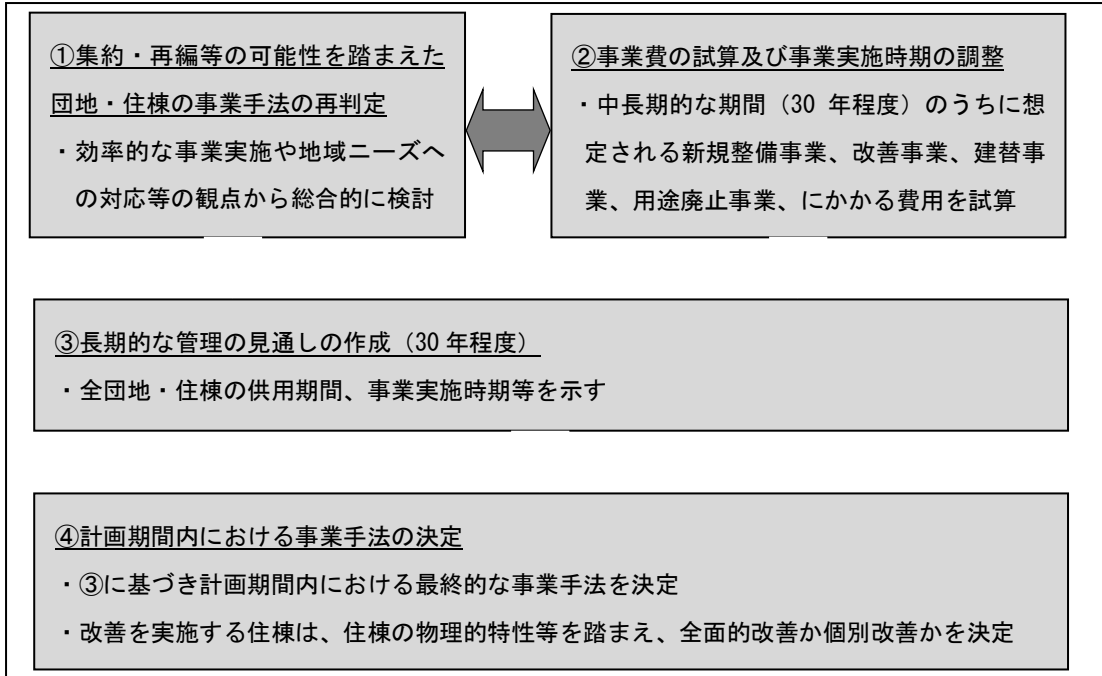 ①集約・再編等の可能性を踏まえた
団地・住棟の事業手法の再判定
・効率的な事業実施や地域ニーズへ
の対応等の観点から総合的に検討
②事業費の試算及び事業実施時期の調整
・中長期的な期間（30 年程度）のうちに想
定される新規整備事業、改善事業、建替事
業、用途廃止事業、にかかる費用を試算
③長期的な管理の見通しの作成（30 年程度）
・全団地・住棟の供用期間、事業実施時期等を示す
④計画期間内における事業手法の決定
・③に基づき計画期間内における最終的な事業手法を決定
・改善を実施する住棟は、住棟の物理的特性等を踏まえ、全面的改善か個別改善かを決定